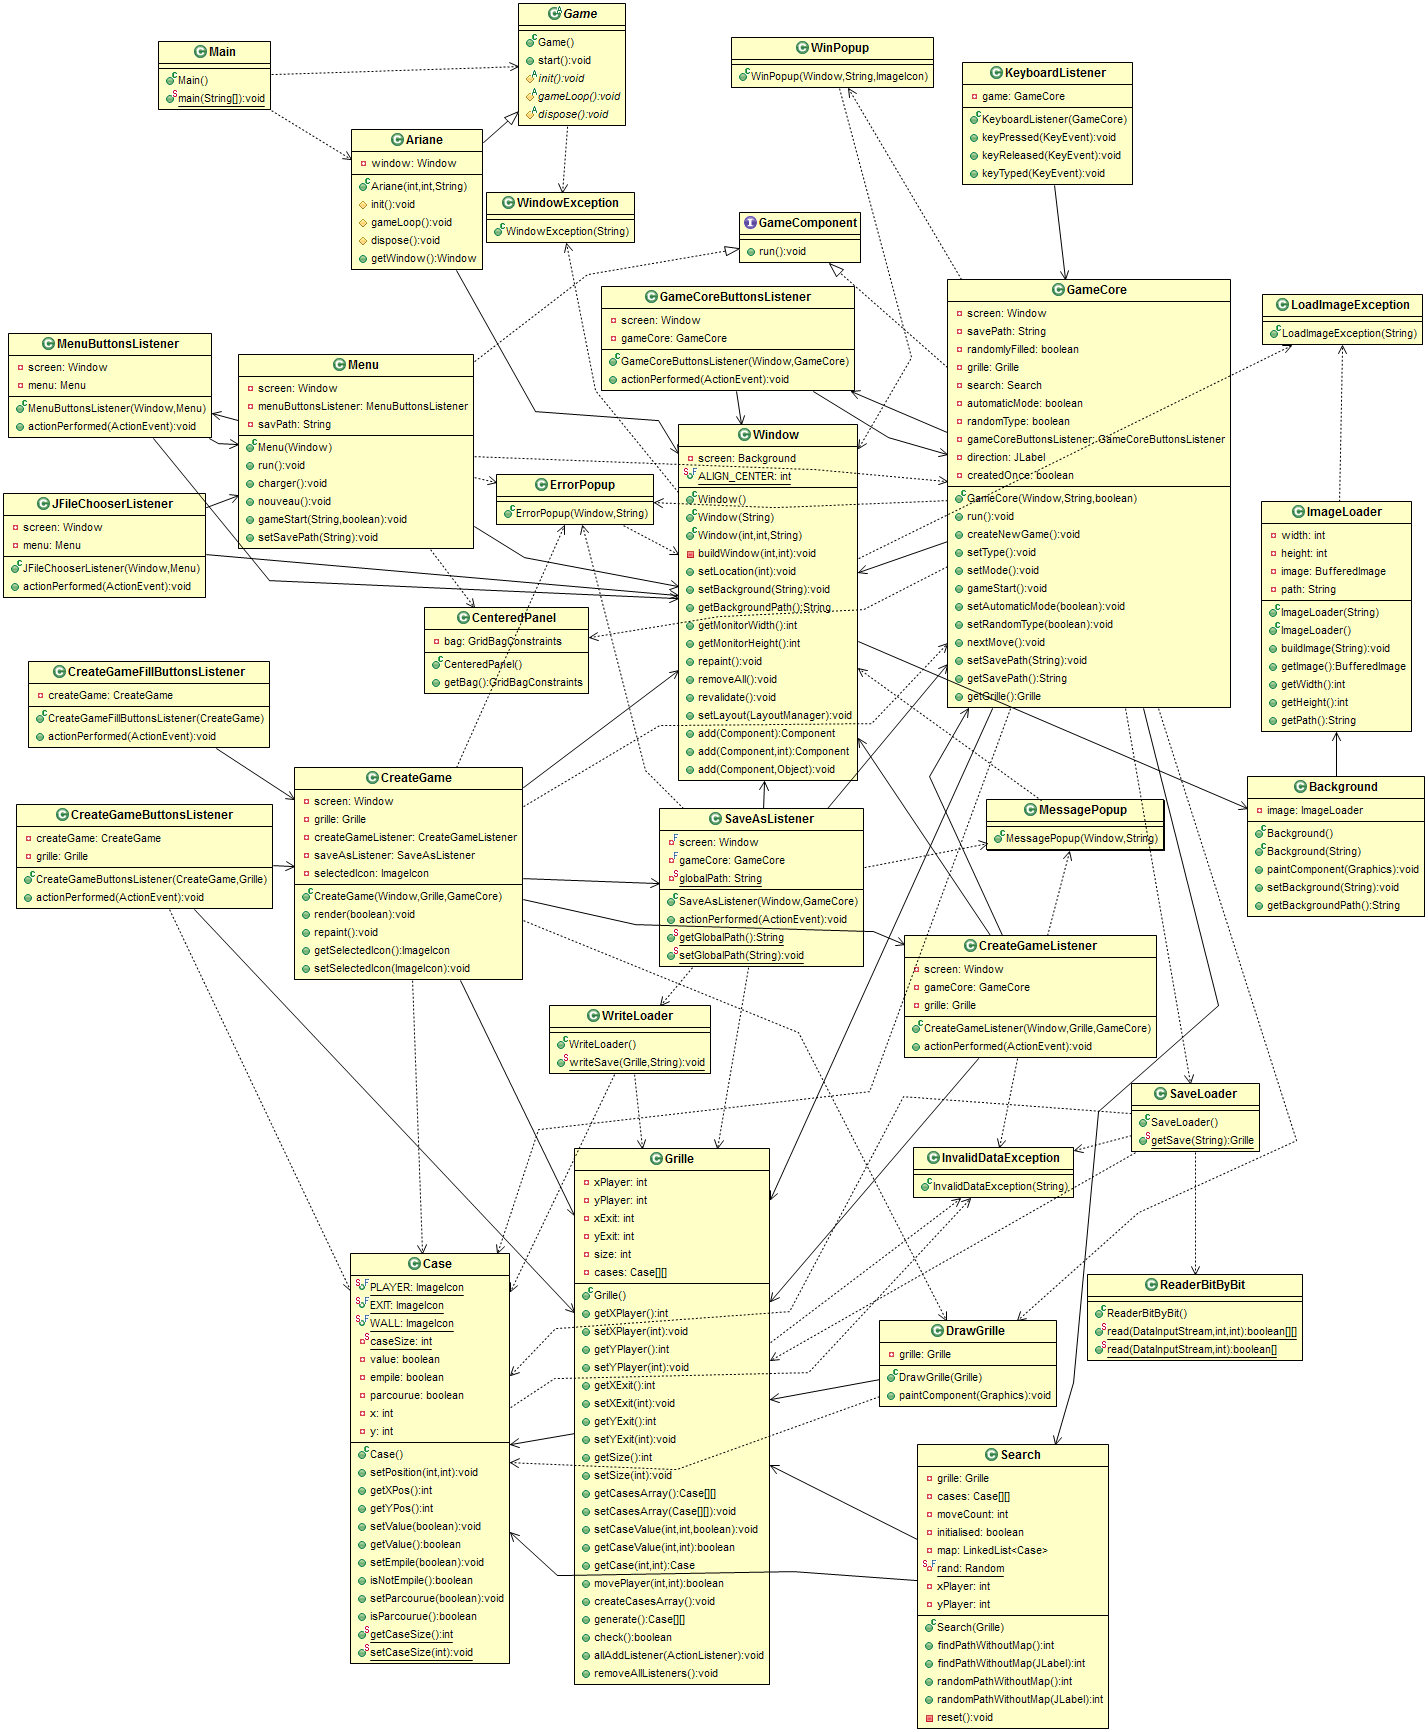 Game
Game()
start():void
init():void
gameLoop():void
dispose():void
Main
Main()
main(String[]):void
WinPopup
WinPopup(Window,String,ImageIcon)
KeyboardListener
game: GameCore
KeyboardListener(GameCore)
keyPressed(KeyEvent):void
keyReleased(KeyEvent):void
keyTyped(KeyEvent):void
Ariane
window: Window
Ariane(int,int,String)
init():void
gameLoop():void
dispose():void
getWindow():Window
WindowException
WindowException(String)
GameComponent
run():void
GameCoreButtonsListener
screen: Window
gameCore: GameCore
GameCoreButtonsListener(Window,GameCore)
actionPerformed(ActionEvent):void
GameCore
screen: Window
savePath: String
randomlyFilled: boolean
grille: Grille
search: Search
automaticMode: boolean
randomType: boolean
gameCoreButtonsListener: GameCoreButtonsListener
direction: JLabel
createdOnce: boolean
GameCore(Window,String,boolean)
run():void
createNewGame():void
setType():void
setMode():void
gameStart():void
setAutomaticMode(boolean):void
setRandomType(boolean):void
nextMove():void
setSavePath(String):void
getSavePath():String
getGrille():Grille
LoadImageException
LoadImageException(String)
MenuButtonsListener
screen: Window
menu: Menu
MenuButtonsListener(Window,Menu)
actionPerformed(ActionEvent):void
Menu
screen: Window
menuButtonsListener: MenuButtonsListener
savPath: String
Menu(Window)
run():void
charger():void
nouveau():void
gameStart(String,boolean):void
setSavePath(String):void
Window
screen: Background
ALIGN_CENTER: int
Window()
Window(String)
Window(int,int,String)
buildWindow(int,int):void
setLocation(int):void
setBackground(String):void
getBackgroundPath():String
getMonitorWidth():int
getMonitorHeight():int
repaint():void
removeAll():void
revalidate():void
setLayout(LayoutManager):void
add(Component):Component
add(Component,int):Component
add(Component,Object):void
ErrorPopup
ErrorPopup(Window,String)
JFileChooserListener
screen: Window
menu: Menu
JFileChooserListener(Window,Menu)
actionPerformed(ActionEvent):void
ImageLoader
width: int
height: int
image: BufferedImage
path: String
ImageLoader(String)
ImageLoader()
buildImage(String):void
getImage():BufferedImage
getWidth():int
getHeight():int
getPath():String
CenteredPanel
bag: GridBagConstraints
CenteredPanel()
getBag():GridBagConstraints
CreateGameFillButtonsListener
createGame: CreateGame
CreateGameFillButtonsListener(CreateGame)
actionPerformed(ActionEvent):void
CreateGame
screen: Window
grille: Grille
createGameListener: CreateGameListener
saveAsListener: SaveAsListener
selectedIcon: ImageIcon
CreateGame(Window,Grille,GameCore)
render(boolean):void
repaint():void
getSelectedIcon():ImageIcon
setSelectedIcon(ImageIcon):void
Background
image: ImageLoader
Background()
Background(String)
paintComponent(Graphics):void
setBackground(String):void
getBackgroundPath():String
CreateGameButtonsListener
createGame: CreateGame
grille: Grille
CreateGameButtonsListener(CreateGame,Grille)
actionPerformed(ActionEvent):void
SaveAsListener
screen: Window
gameCore: GameCore
globalPath: String
SaveAsListener(Window,GameCore)
actionPerformed(ActionEvent):void
getGlobalPath():String
setGlobalPath(String):void
MessagePopup
MessagePopup(Window,String)
CreateGameListener
screen: Window
gameCore: GameCore
grille: Grille
CreateGameListener(Window,Grille,GameCore)
actionPerformed(ActionEvent):void
WriteLoader
WriteLoader()
writeSave(Grille,String):void
SaveLoader
SaveLoader()
getSave(String):Grille
InvalidDataException
InvalidDataException(String)
Grille
xPlayer: int
yPlayer: int
xExit: int
yExit: int
size: int
cases: Case[][]
Grille()
getXPlayer():int
setXPlayer(int):void
getYPlayer():int
setYPlayer(int):void
getXExit():int
setXExit(int):void
getYExit():int
setYExit(int):void
getSize():int
setSize(int):void
getCasesArray():Case[][]
setCasesArray(Case[][]):void
setCaseValue(int,int,boolean):void
getCaseValue(int,int):boolean
getCase(int,int):Case
movePlayer(int,int):boolean
createCasesArray():void
generate():Case[][]
check():boolean
allAddListener(ActionListener):void
removeAllListeners():void
Case
PLAYER: ImageIcon
EXIT: ImageIcon
WALL: ImageIcon
caseSize: int
value: boolean
empile: boolean
parcourue: boolean
x: int
y: int
Case()
setPosition(int,int):void
getXPos():int
getYPos():int
setValue(boolean):void
getValue():boolean
setEmpile(boolean):void
isNotEmpile():boolean
setParcourue(boolean):void
isParcourue():boolean
getCaseSize():int
setCaseSize(int):void
ReaderBitByBit
ReaderBitByBit()
read(DataInputStream,int,int):boolean[][]
read(DataInputStream,int):boolean[]
DrawGrille
grille: Grille
DrawGrille(Grille)
paintComponent(Graphics):void
Search
grille: Grille
cases: Case[][]
moveCount: int
initialised: boolean
map: LinkedList<Case>
rand: Random
xPlayer: int
yPlayer: int
Search(Grille)
findPathWithoutMap():int
findPathWithoutMap(JLabel):int
randomPathWithoutMap():int
randomPathWithoutMap(JLabel):int
reset():void